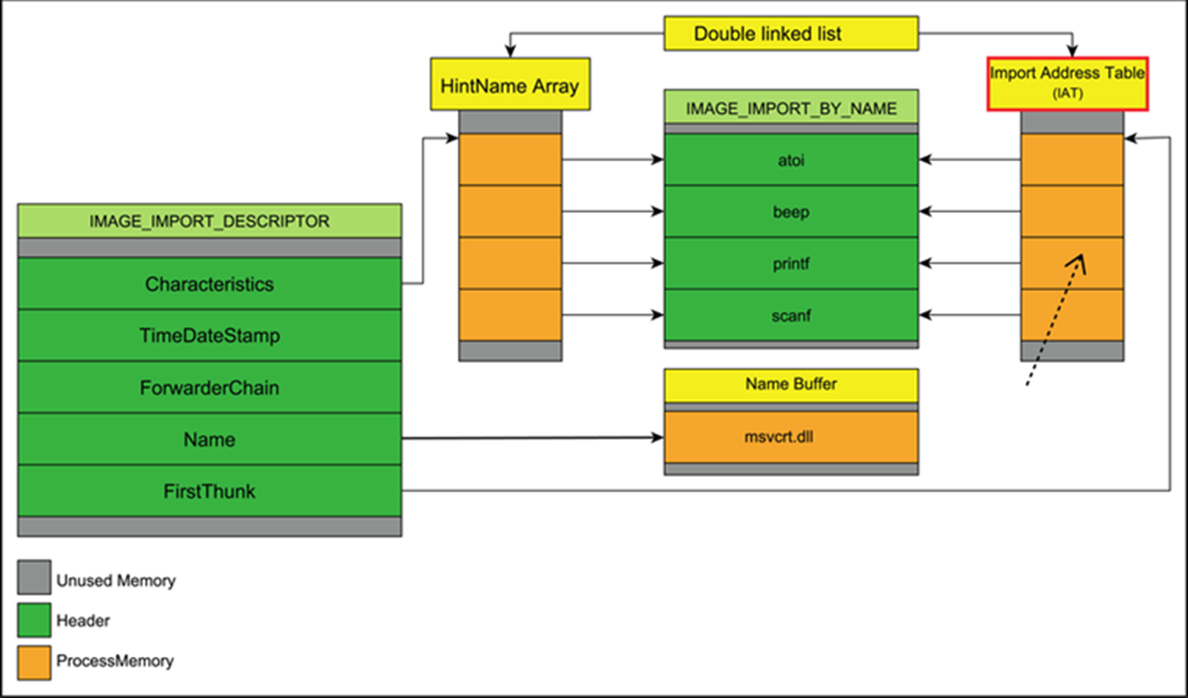 Double linked list
HintName Array
Import Address Table
(IAT)
IMAGE_IMPORT_BY_NAME
atoi
beep
printf
scanf
IMAGE_IMPORT_DESCRIPTOR
Characteristics
TimeDateStamp
ForwarderChain
Name
FirstThunk
Name Buffer
msvcrt.dll
Unused Memory
Header
ProcessMemory